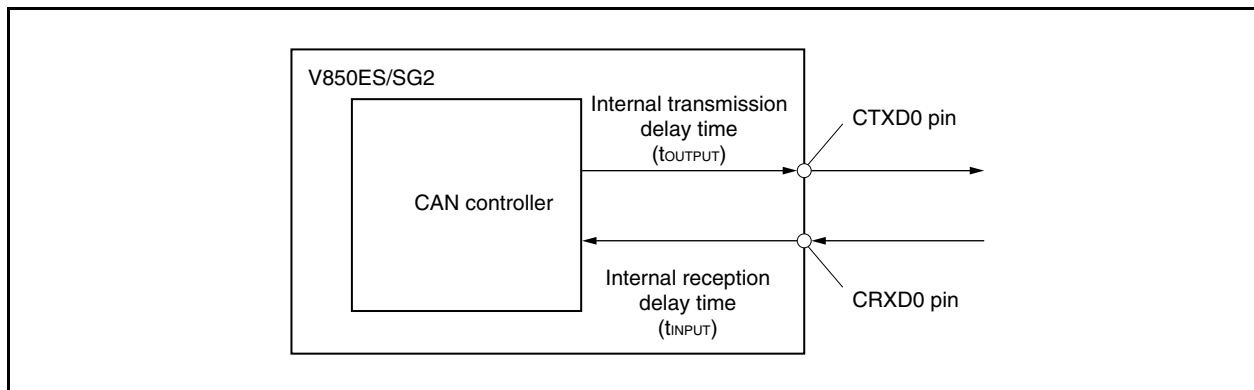 V850ES/SG2
Internal transmission
delay time
(tOUTPUT)
CTXD0 pin
CAN controller
Internal reception
delay time
(tINPUT)
CRXD0 pin